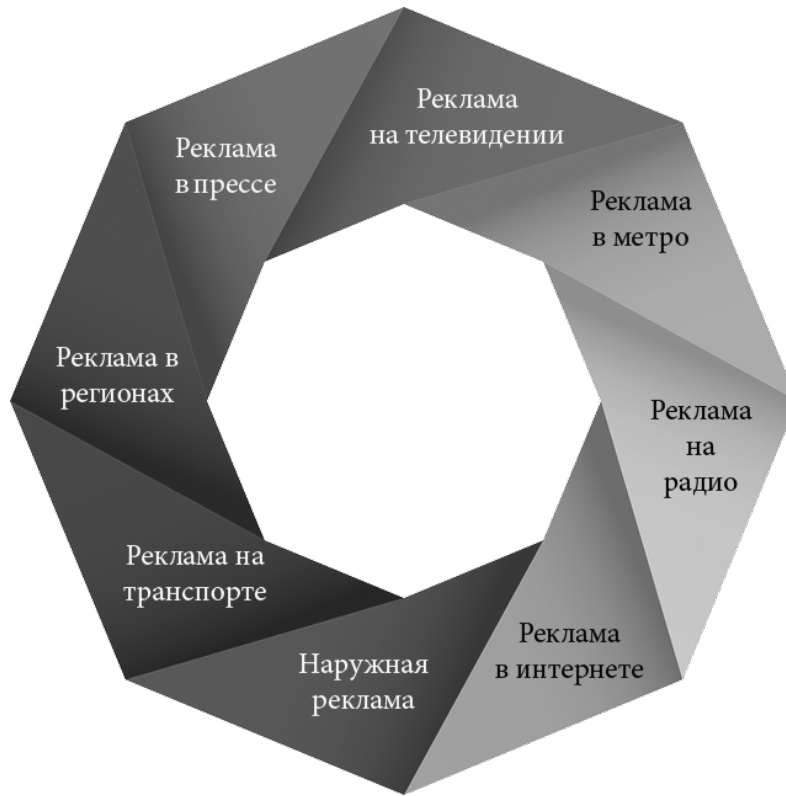 Реклама
на телевидении
Реклама
в метро
Реклама
на
радио
Реклама
в интернете
Наружная
реклама
Реклама на
транспорте
Реклама в
регионах
Реклама
в прессе